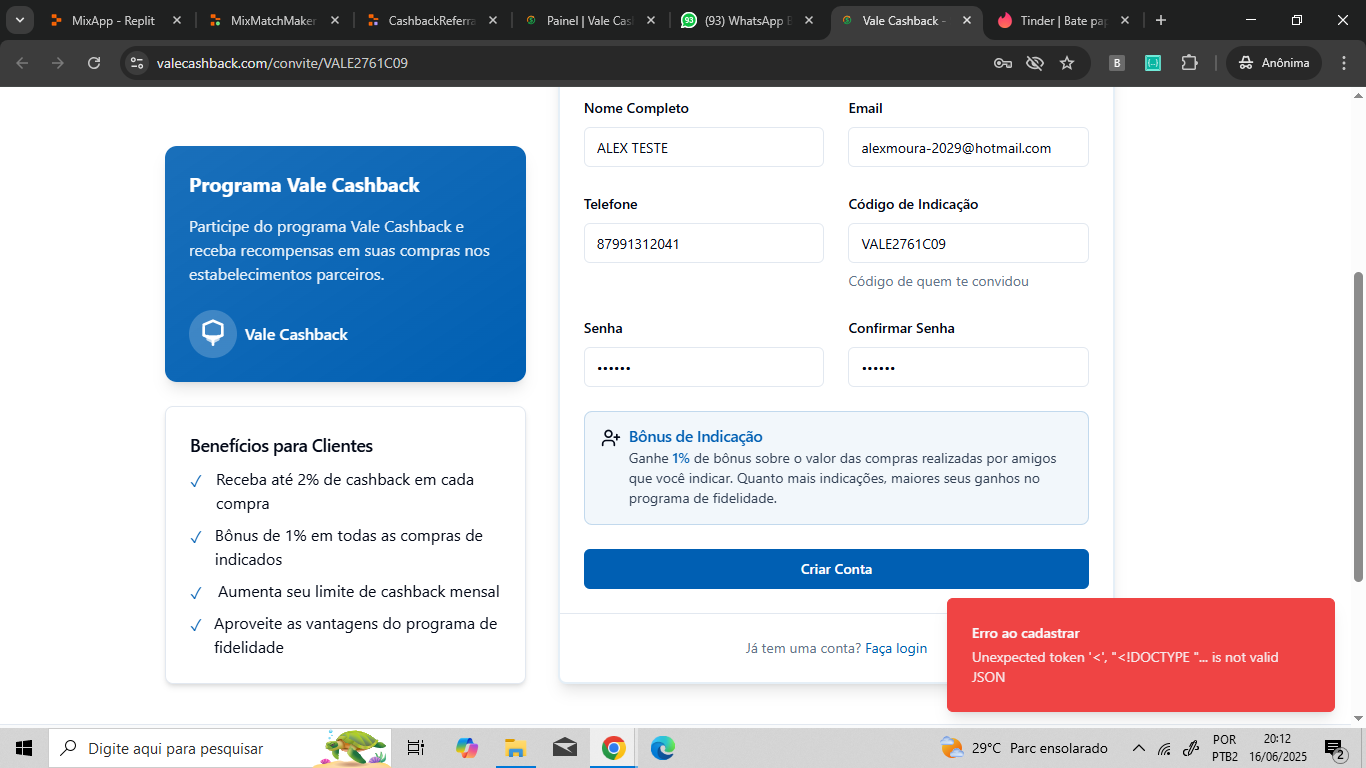 MixApp - Replit
MixMatchMaker
CashbackReferra
Painel | Vale Cas
(93) WhatsApp B
Vale Cashback -
Tinder | Bate pap
valecashback.com/convite/VALE2761C09
B
Anônima
Programa Vale Cashback
Participe do programa Vale Cashback e
receba recompensas em suas compras nos
estabelecimentos parceiros.
Vale Cashback
Benefícios para Clientes
Receba até 2% de cashback em cada
compra
Bônus de 1% em todas as compras de
indicados
Aumenta seu limite de cashback mensal
Aproveite as vantagens do programa de
fidelidade
Nome Completo
Email
ALEX TESTE
alexmoura-2029@hotmail.com
Telefone
Código de Indicação
87991312041
VALE2761C09
Código de quem te convidou
Senha
Confirmar Senha
••••••
••••••
Bônus de Indicação
Ganhe 1% de bônus sobre o valor das compras realizadas por amigos
que você indicar. Quanto mais indicações, maiores seus ganhos no
programa de fidelidade.
Criar Conta
Já tem uma conta? Faça login
Erro ao cadastrar
Unexpected token '<', "<!DOCTYPE "... is not valid
JSON
Digite aqui para pesquisar
29°C Parc ensolarado
POR
PTB2
20:12
16/06/2025
2